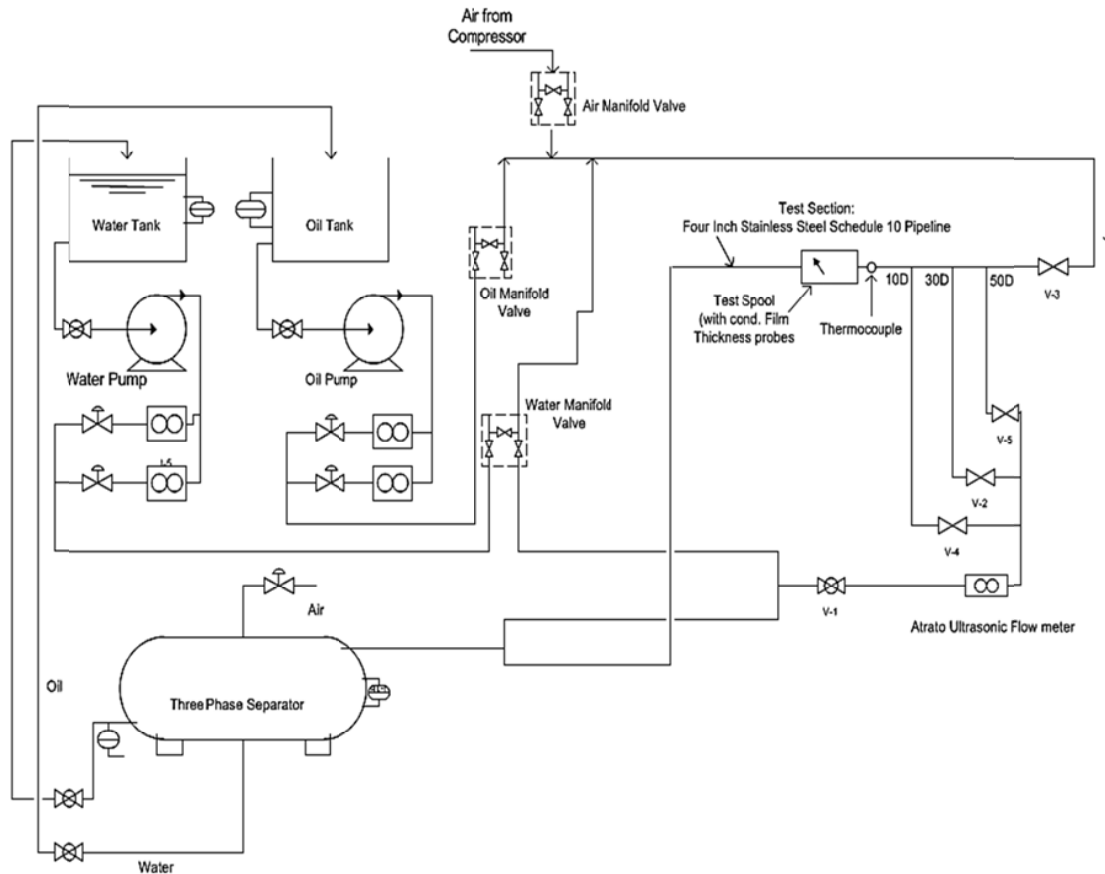 Air from
Compressor
Air Manifold Valve
Water Tank
Oil Tank
Test Section:
Four Inch Stainless Steel Schedule 10 Pipeline
Oil Manifold
Valve
10D
30D
50D
V-3
Test Spool
(with cond. Film
Thickness probes
Thermocouple
Water Pump
Oil Pump
Water Manifold
Valve
V-5
V-2
V-4
V-1
Atrato Ultrasonic Flow meter
Air
Oil
Three Phase Separator
Water